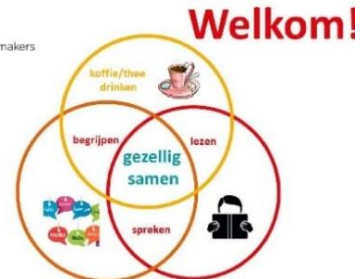 Welkom!
makers
koffie/thee
drinken
begrijpen
lezen
gezellig
samen
spreken